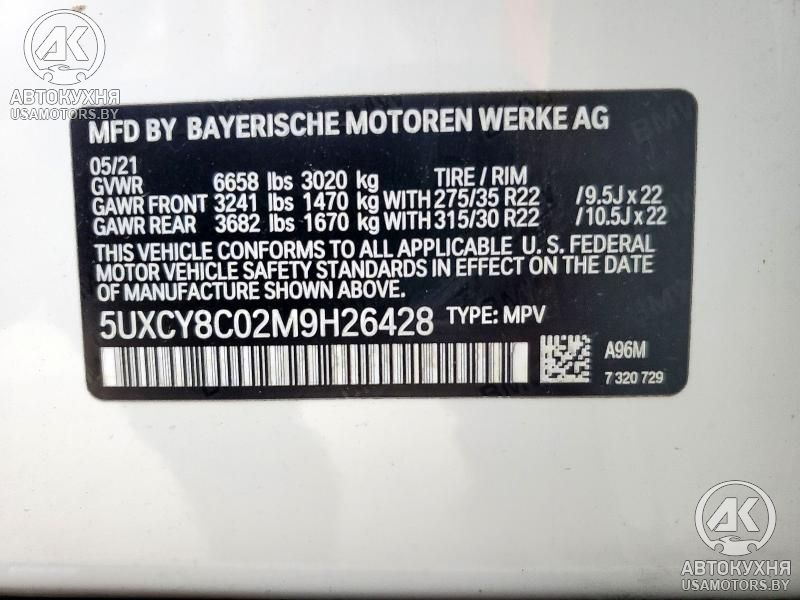 AK
АВТОКУХНЯ
USAMOTORS.BY
MFD BY BAYERISCHE MOTOREN WERKE AG
05/21
GVWR 6658 lbs 3020 kg TIRE / RIM
GAWR FRONT 3241 lbs 1470 kg WITH 275/35 R22 /9.5J x 22
GAWR REAR 3682 lbs 1670 kg WITH 315/30 R22 /10.5J x 22
THIS VEHICLE CONFORMS TO ALL APPLICABLE U. S. FEDERAL
MOTOR VEHICLE SAFETY STANDARDS IN EFFECT ON THE DATE
OF MANUFACTURE SHOWN ABOVE.
5UXCY8C02M9H26428 TYPE: MPV
A96M
7 320 729
AK
АВТОКУХНЯ
USAMOTORS.BY